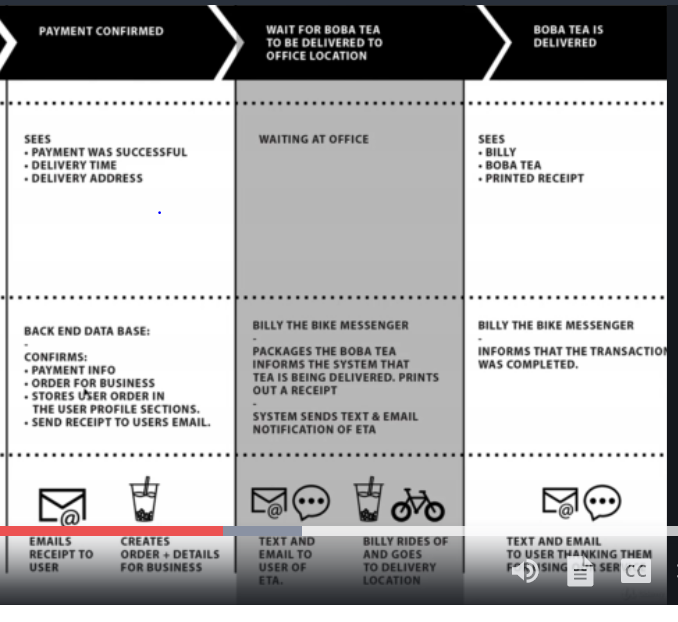 PAYMENT CONFIRMED
WAIT FOR BOBA TEA
TO BE DELIVERED TO
OFFICE LOCATION
BOBA TEA IS
DELIVERED
SEES
• PAYMENT WAS SUCCESSFUL
• DELIVERY TIME
• DELIVERY ADDRESS
WAITING AT OFFICE
SEES
• BILLY
• BOBA TEA
• PRINTED RECEIPT
BACK END DATA BASE:
-
CONFIRMS:
• PAYMENT INFO
• ORDER FOR BUSINESS
• STORES USER ORDER IN
THE USER PROFILE SECTIONS.
• SEND RECEIPT TO USERS EMAIL.
BILLY THE BIKE MESSENGER
-
PACKAGES THE BOBA TEA
INFORMS THE SYSTEM THAT
TEA IS BEING DELIVERED. PRINTS
OUT A RECEIPT
-
SYSTEM SENDS TEXT & EMAIL
NOTIFICATION OF ETA
BILLY THE BIKE MESSENGER
-
INFORMS THAT THE TRANSACTION
WAS COMPLETED.
@
@
@
EMAILS
RECEIPT TO
USER
CREATES
ORDER + DETAILS
FOR BUSINESS
TEXT AND
EMAIL TO
USER OF
ETA.
BILLY RIDES OF
AND GOES
TO DELIVERY
LOCATION
TEXT AND EMAIL
TO USER THANKING THEM
USING
CC